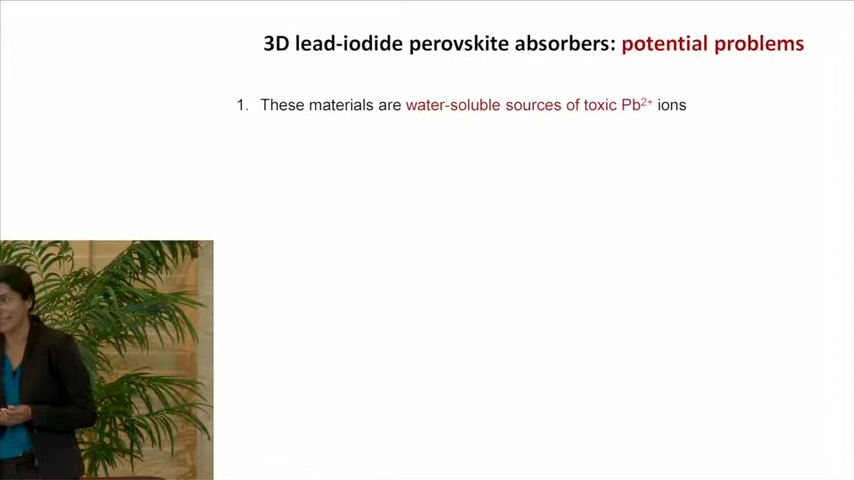 3D lead-iodide perovskite absorbers: potential problems
1. These materials are water-soluble sources of toxic Pb²⁺ ions